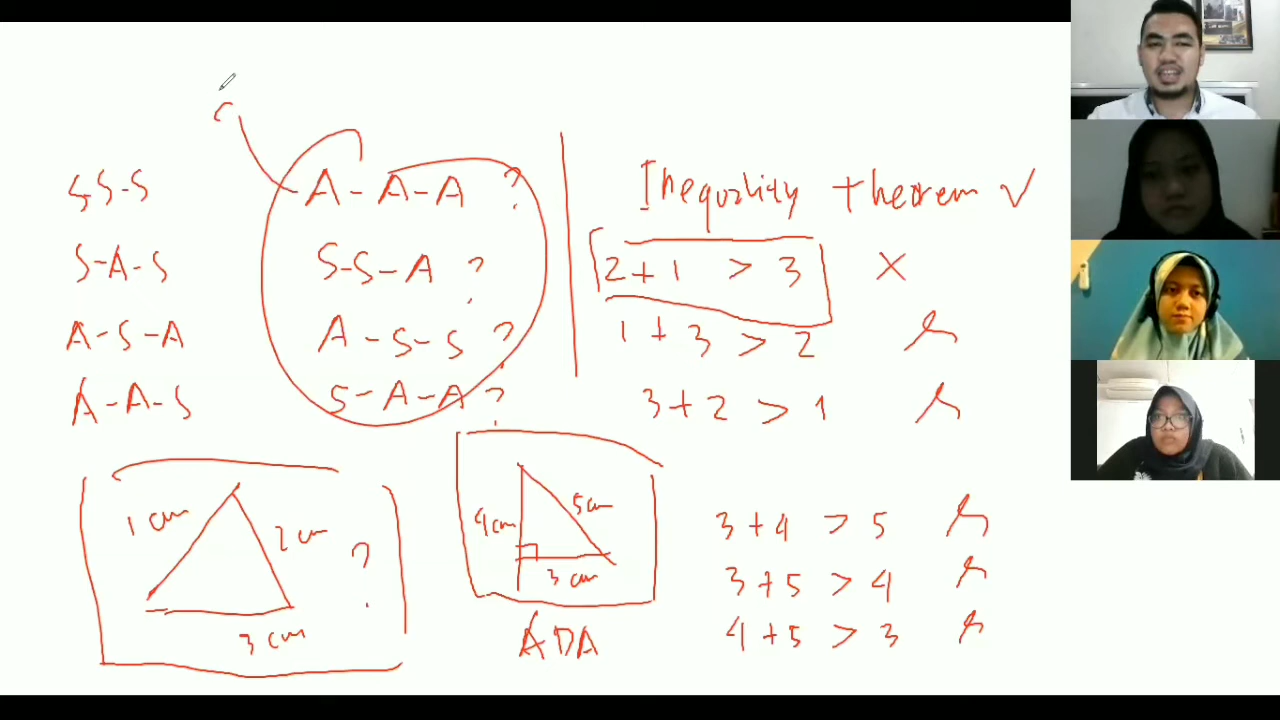 S-S-S
S-A-S
A-S-A
A-A-S
A-A-A ?
S-S-A ?
A-S-S ?
S-A-A ?
Inequality theorem ✓
2+1 > 3 ×
1+3 > 2
3+2 > 1
1 cm
2 cm
3 cm
?
4 cm
5 cm
3 cm
ADA
3+4 > 5
3+5 > 4
4+5 > 3